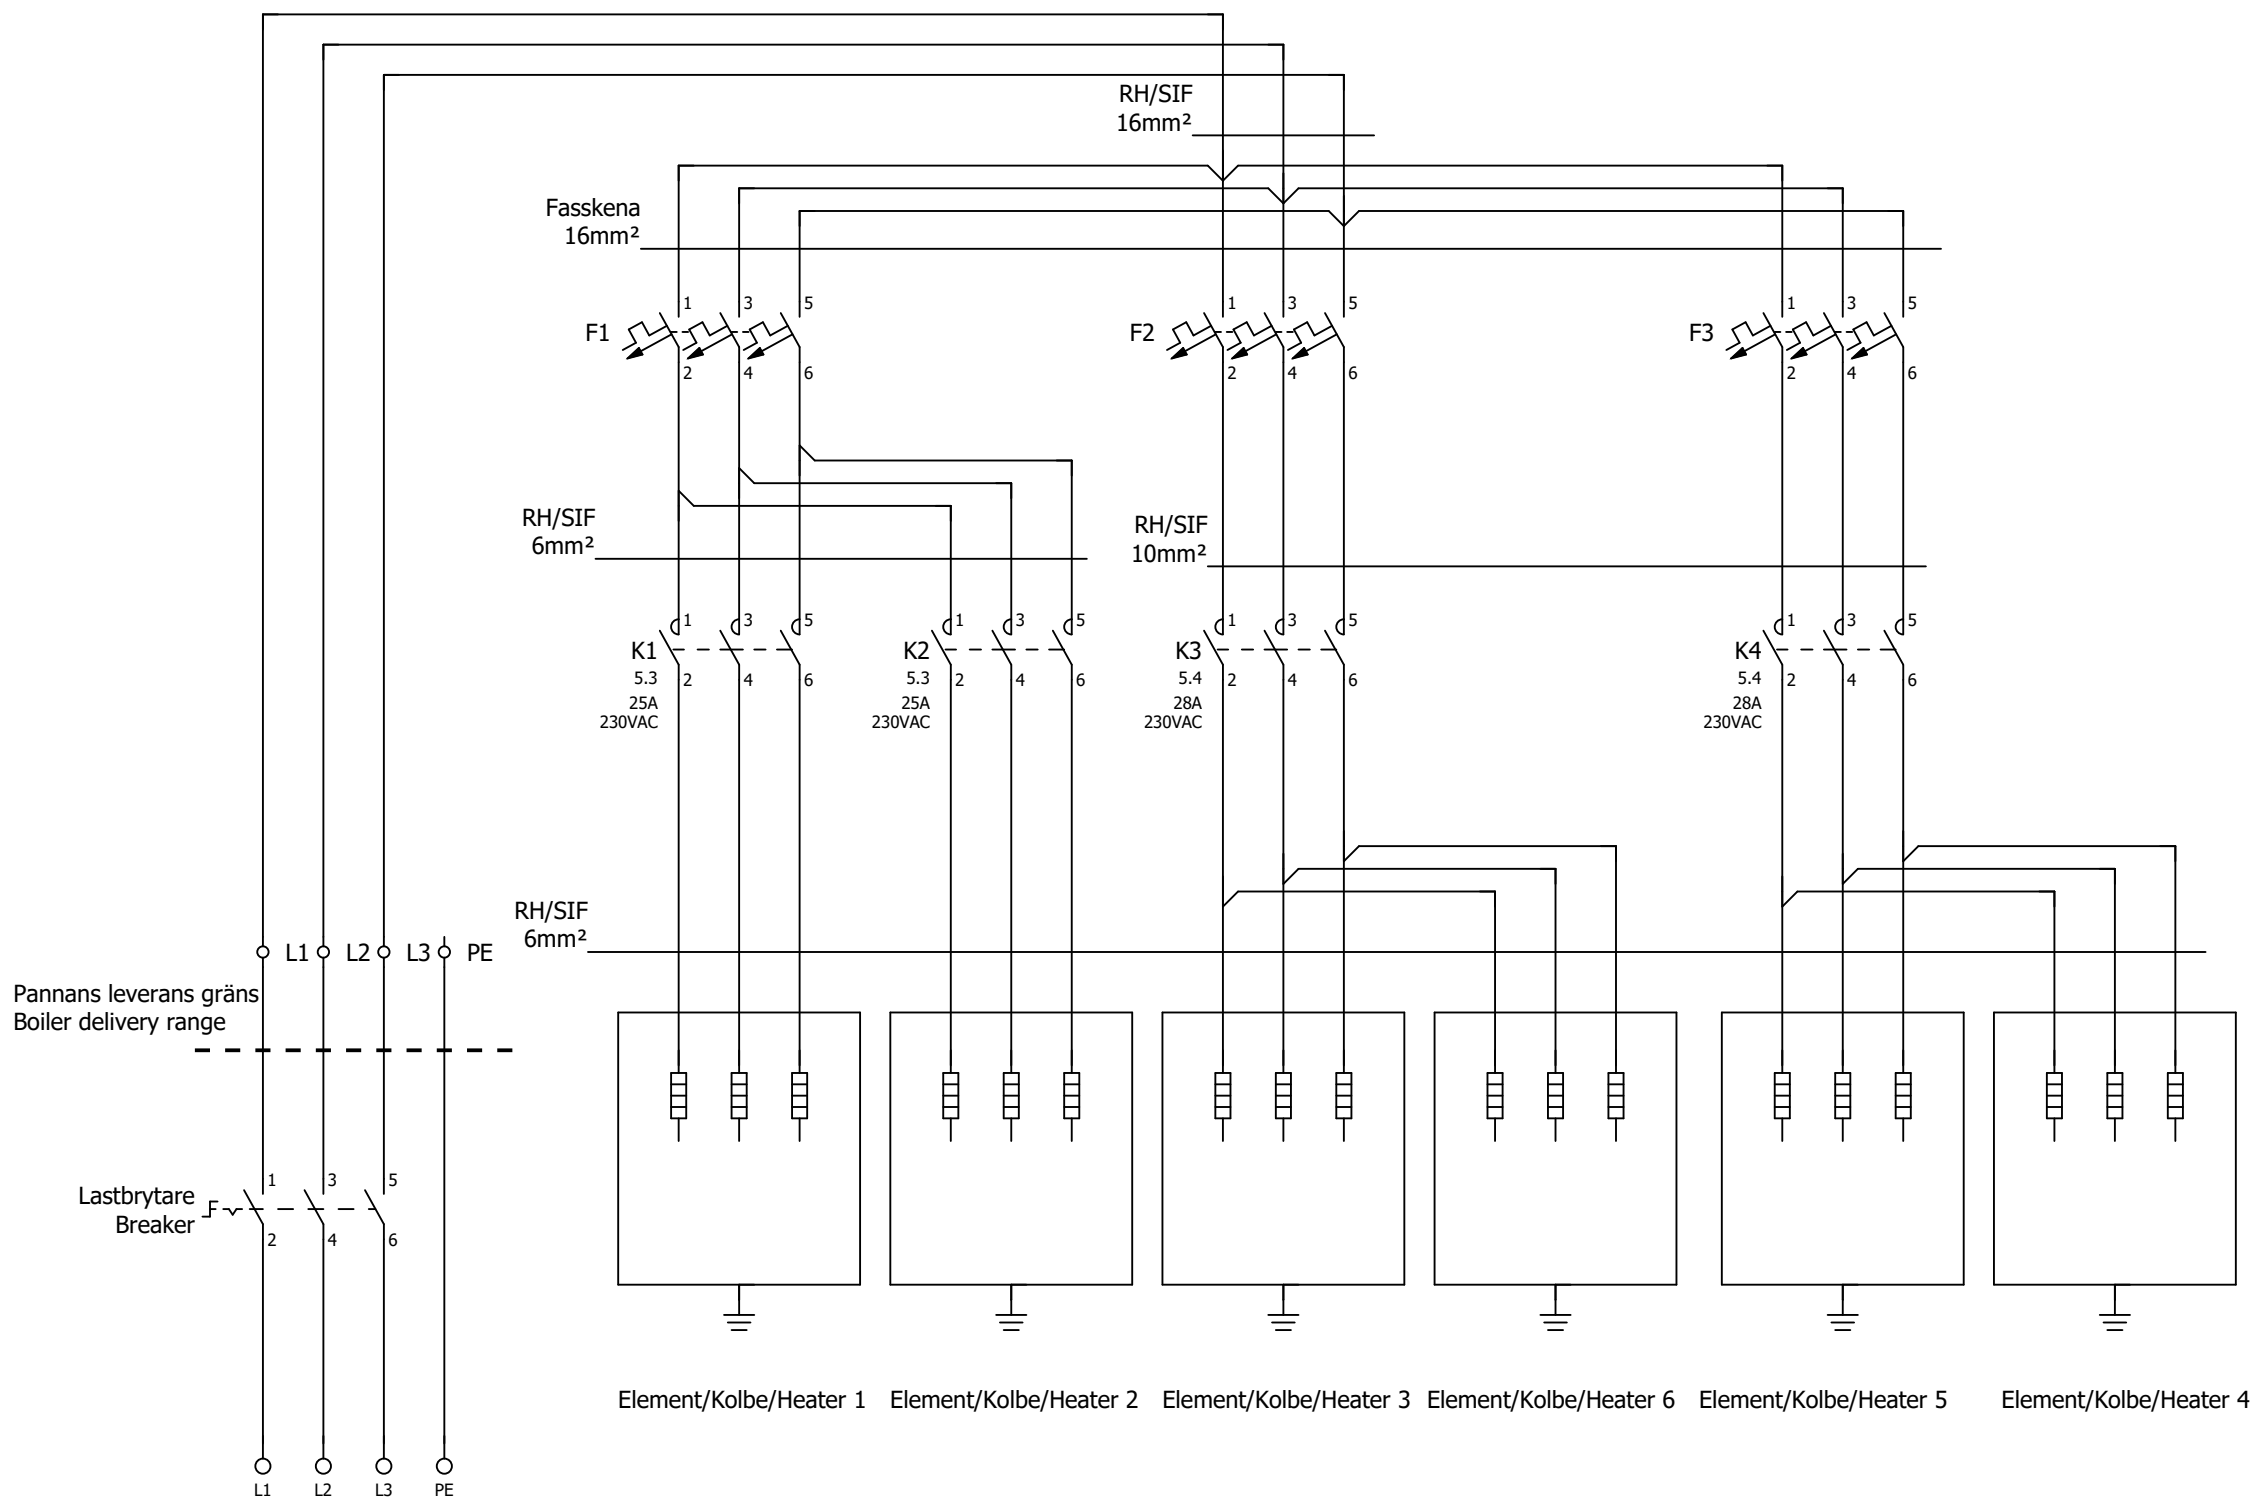 RH/SIF
16mm²
Fasskena
16mm²
1 3 5 1 3 5 1 3 5
F1 F2 F3
2 4 6 2 4 6 2 4 6
RH/SIF
6mm²
RH/SIF
10mm²
1 3 5 1 3 5 1 3 5 1 3 5
K1 K2 K3 K4
5.3 2 4 6 5.3 2 4 6 5.4 2 4 6 5.4 2 4 6
25A 25A 28A 28A
230VAC 230VAC 230VAC 230VAC
RH/SIF
6mm²
L1 L2 L3 PE
Pannans leverans gräns
Boiler delivery range
1 3 5
Lastbrytare
Breaker
2 4 6
Element/Kolbe/Heater 1 Element/Kolbe/Heater 2 Element/Kolbe/Heater 3 Element/Kolbe/Heater 6 Element/Kolbe/Heater 5 Element/Kolbe/Heater 4
L1 L2 L3 PE